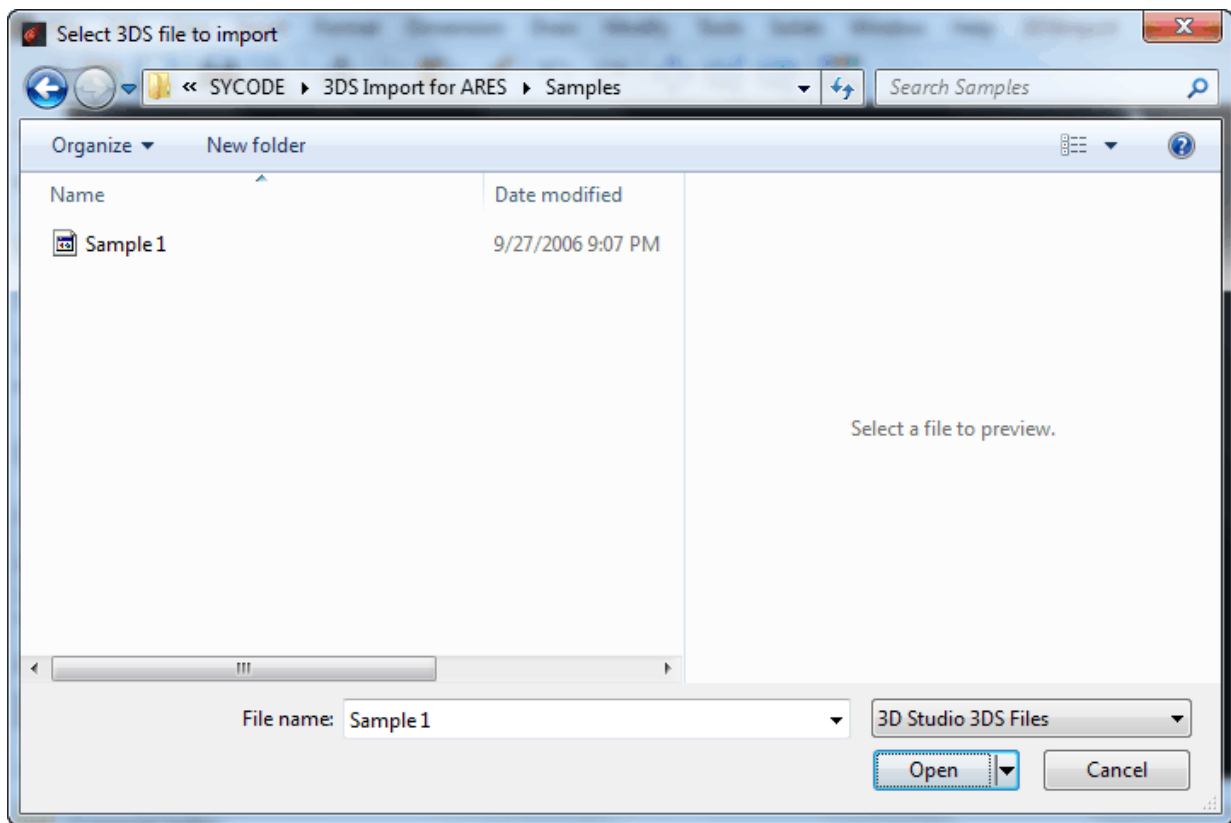 Select 3DS file to import
« SYCODE ▸ 3DS Import for ARES ▸ Samples
Search Samples
Organize
New folder
Name
Date modified
Sample 1
9/27/2006 9:07 PM
Select a file to preview.
File name:
Sample 1
3D Studio 3DS Files
Open
Cancel